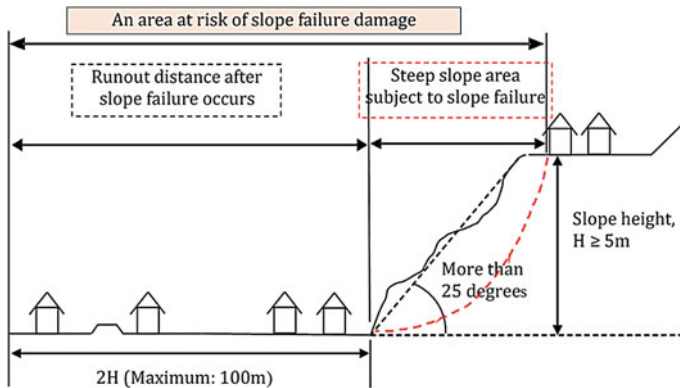 An area at risk of slope failure damage
Runout distance after
slope failure occurs
Steep slope area
subject to slope failure
Slope height,
H ≥ 5m
More than
25 degrees
2H (Maximum: 100m)